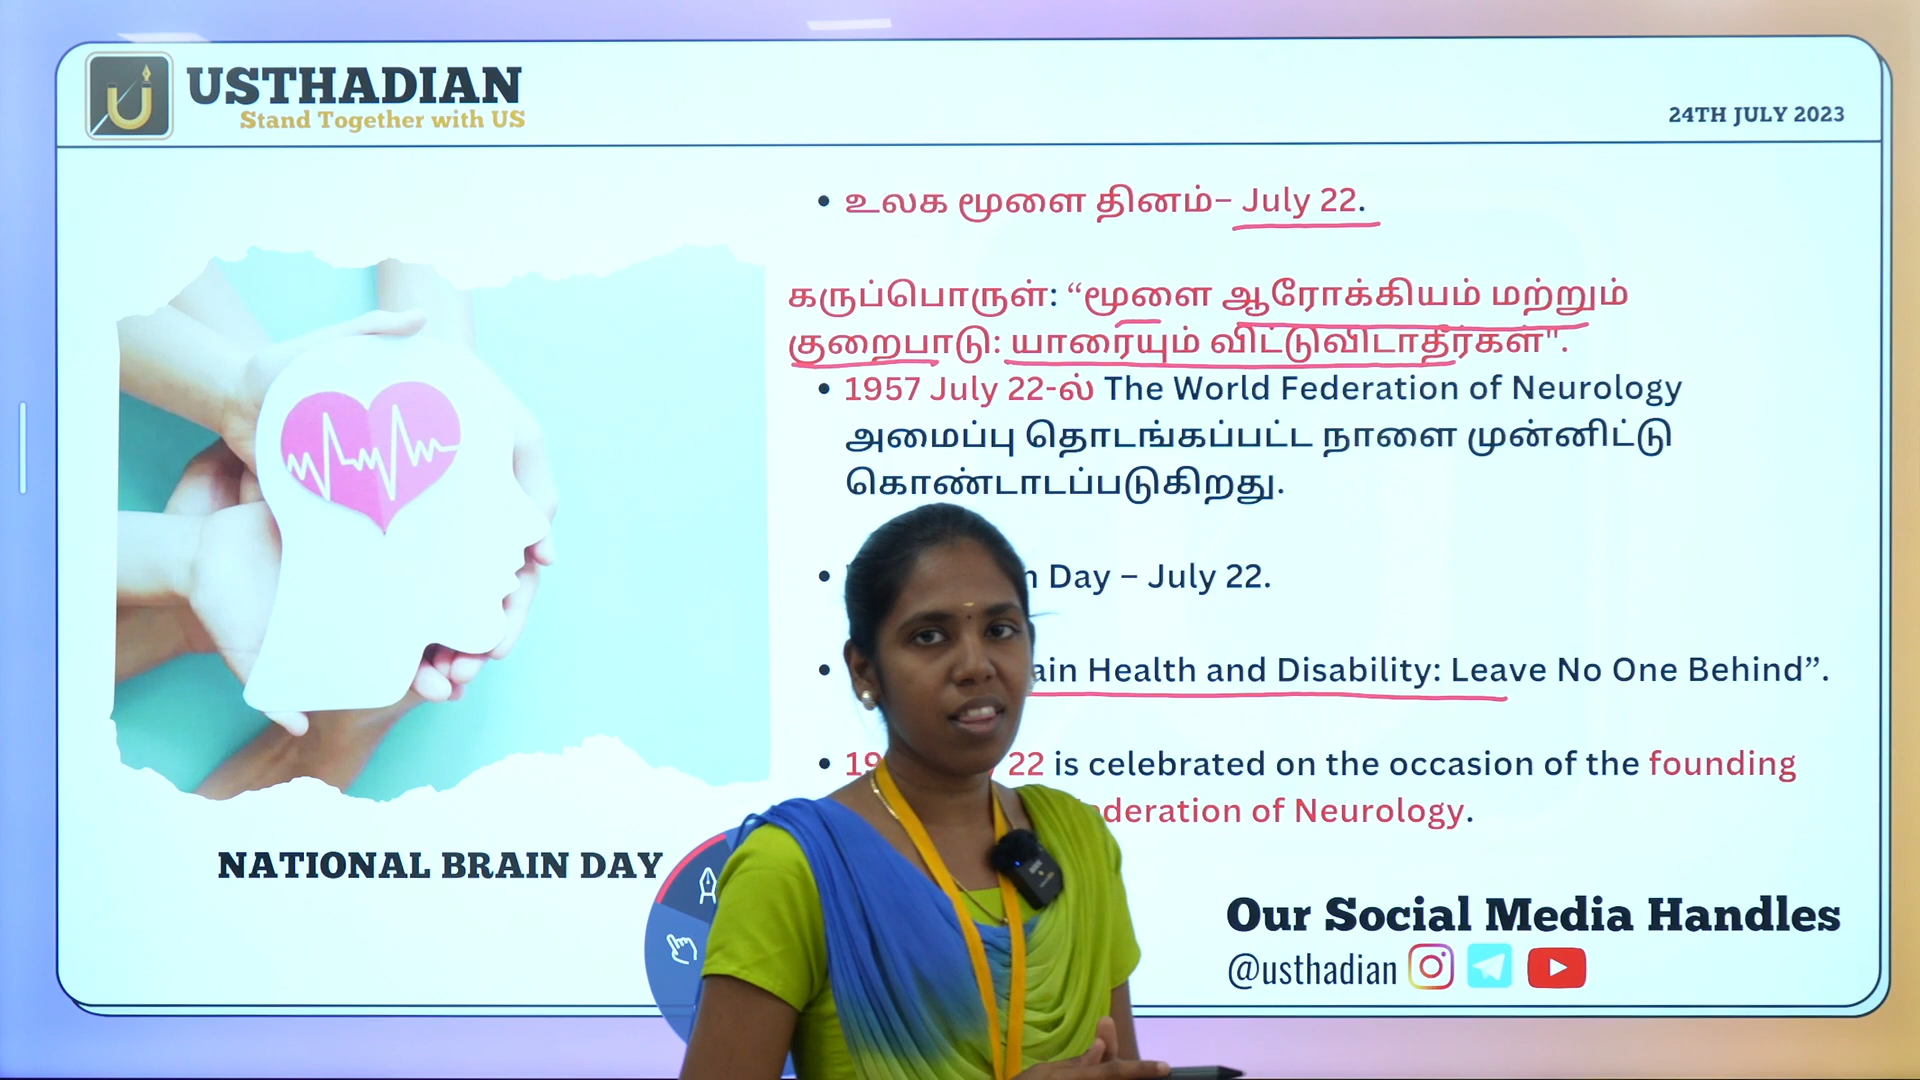 USTHADIAN
Stand Together with US
24TH JULY 2023
• உலக மூளை தினம்– July 22.
கருப்பொருள்: “மூளை ஆரோக்கியம் மற்றும்
குறைபாடு: யாரையும் விட்டுவிடாதீர்கள்".
• 1957 July 22-ல் The World Federation of Neurology
அமைப்பு தொடங்கப்பட்ட நாளை முன்னிட்டு
கொண்டாடப்படுகிறது.
• Day – July 22.
• Health and Disability: Leave No One Behind”.
• 22 is celebrated on the occasion of the founding
of Neurology.
NATIONAL BRAIN DAY
Our Social Media Handles
@usthadian